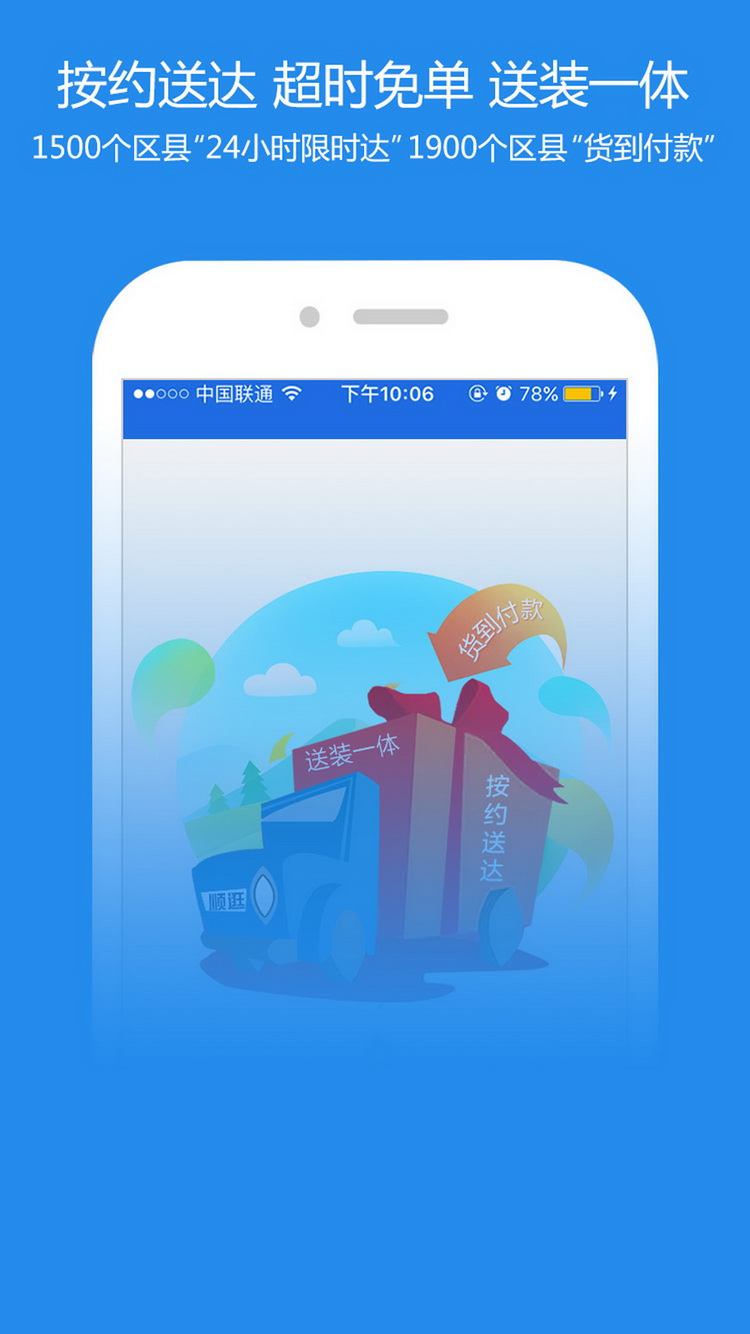 按约送达 超时免单 送装一体
1500个区县“24小时限时达” 1900个区县“货到付款”
中国联通 下午10:06 78%
货到付款
送装一体
按约送达
顺逛